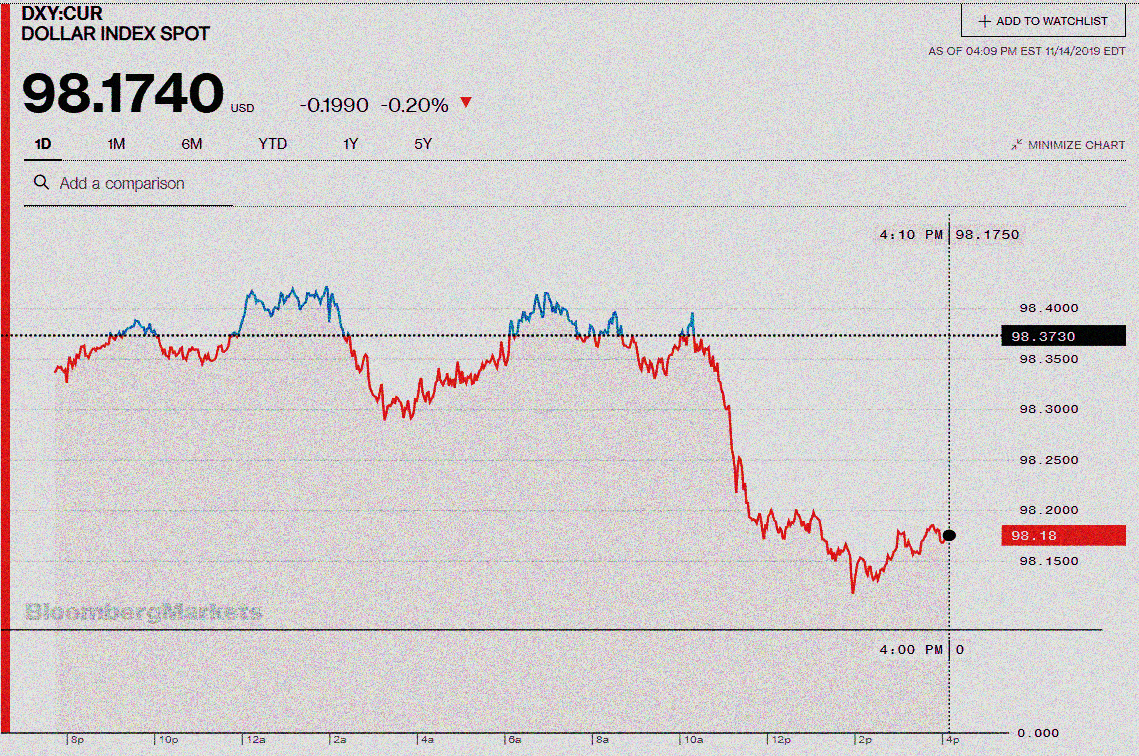 DXY:CUR
DOLLAR INDEX SPOT
+ ADD TO WATCHLIST
AS OF 04:09 PM EST 11/14/2019 EDT
98.1740 USD -0.1990 -0.20% ▼
1D 1M 6M YTD 1Y 5Y
MINIMIZE CHART
Add a comparison
4:10 PM 98.1750
98.4000
98.3730
98.3500
98.3000
98.2500
98.2000
98.18
98.1500
BloombergMarkets
4:00 PM 0
0.000
8p 10p 12a 2a 4a 6a 8a 10a 12p 2p 4p